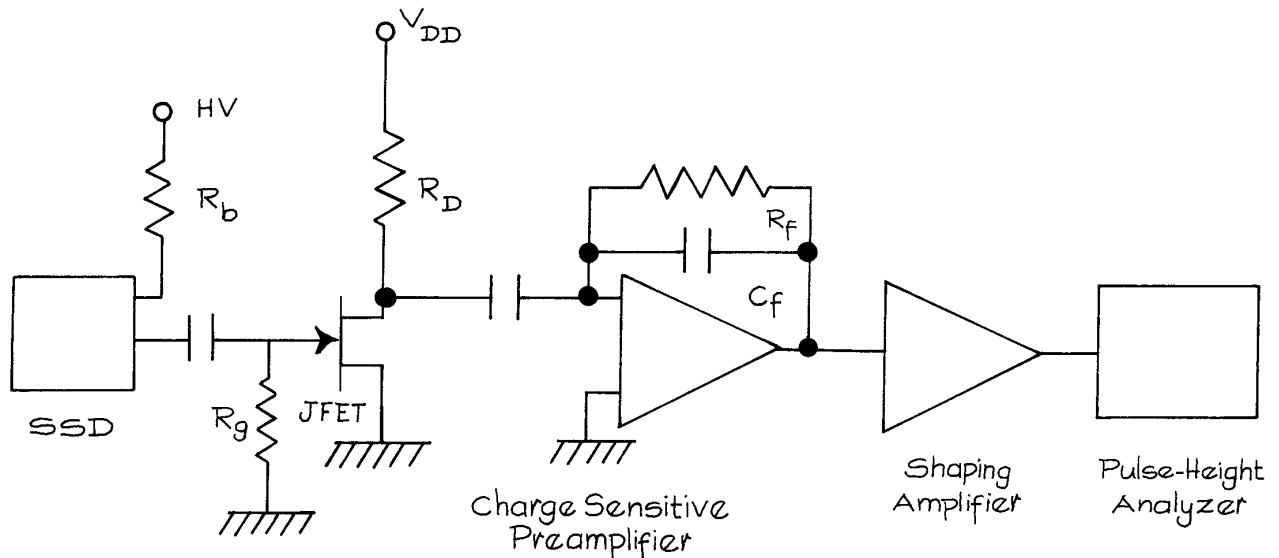 V_DD
HV
R_b
R_D
R_f
C_f
R_g
JFET
SSD
Charge Sensitive
Preamplifier
Shaping
Amplifier
Pulse-Height
Analyzer